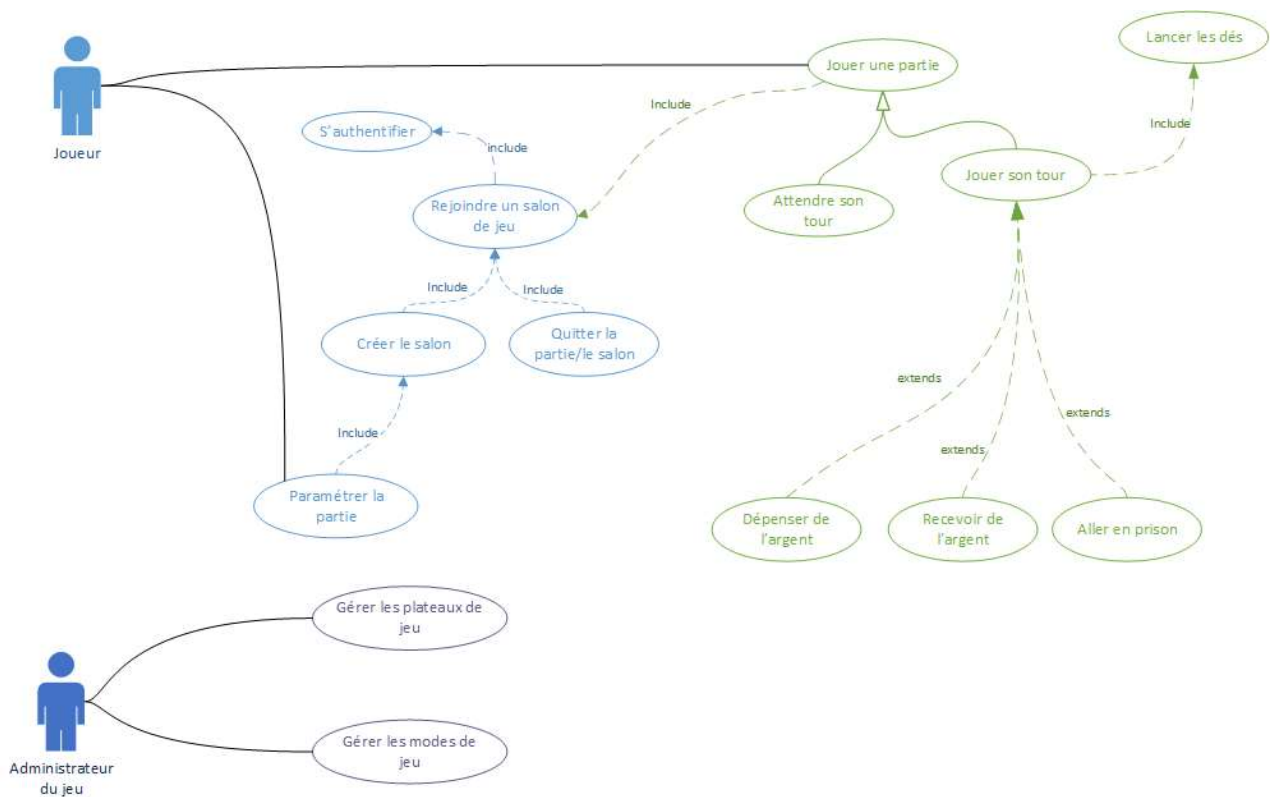 Lancer les dés
Jouer une partie
Include
S'authentifier
include
Include
Joueur
Jouer son tour
Attendre son
tour
Rejoindre un salon
de jeu
Include
Include
Créer le salon
Quitter la
partie/le salon
extends
extends
Include
extends
Paramétrer la
partie
Dépenser de
l'argent
Recevoir de
l'argent
Aller en prison
Gérer les plateaux de
jeu
Gérer les modes de
jeu
Administrateur
du jeu